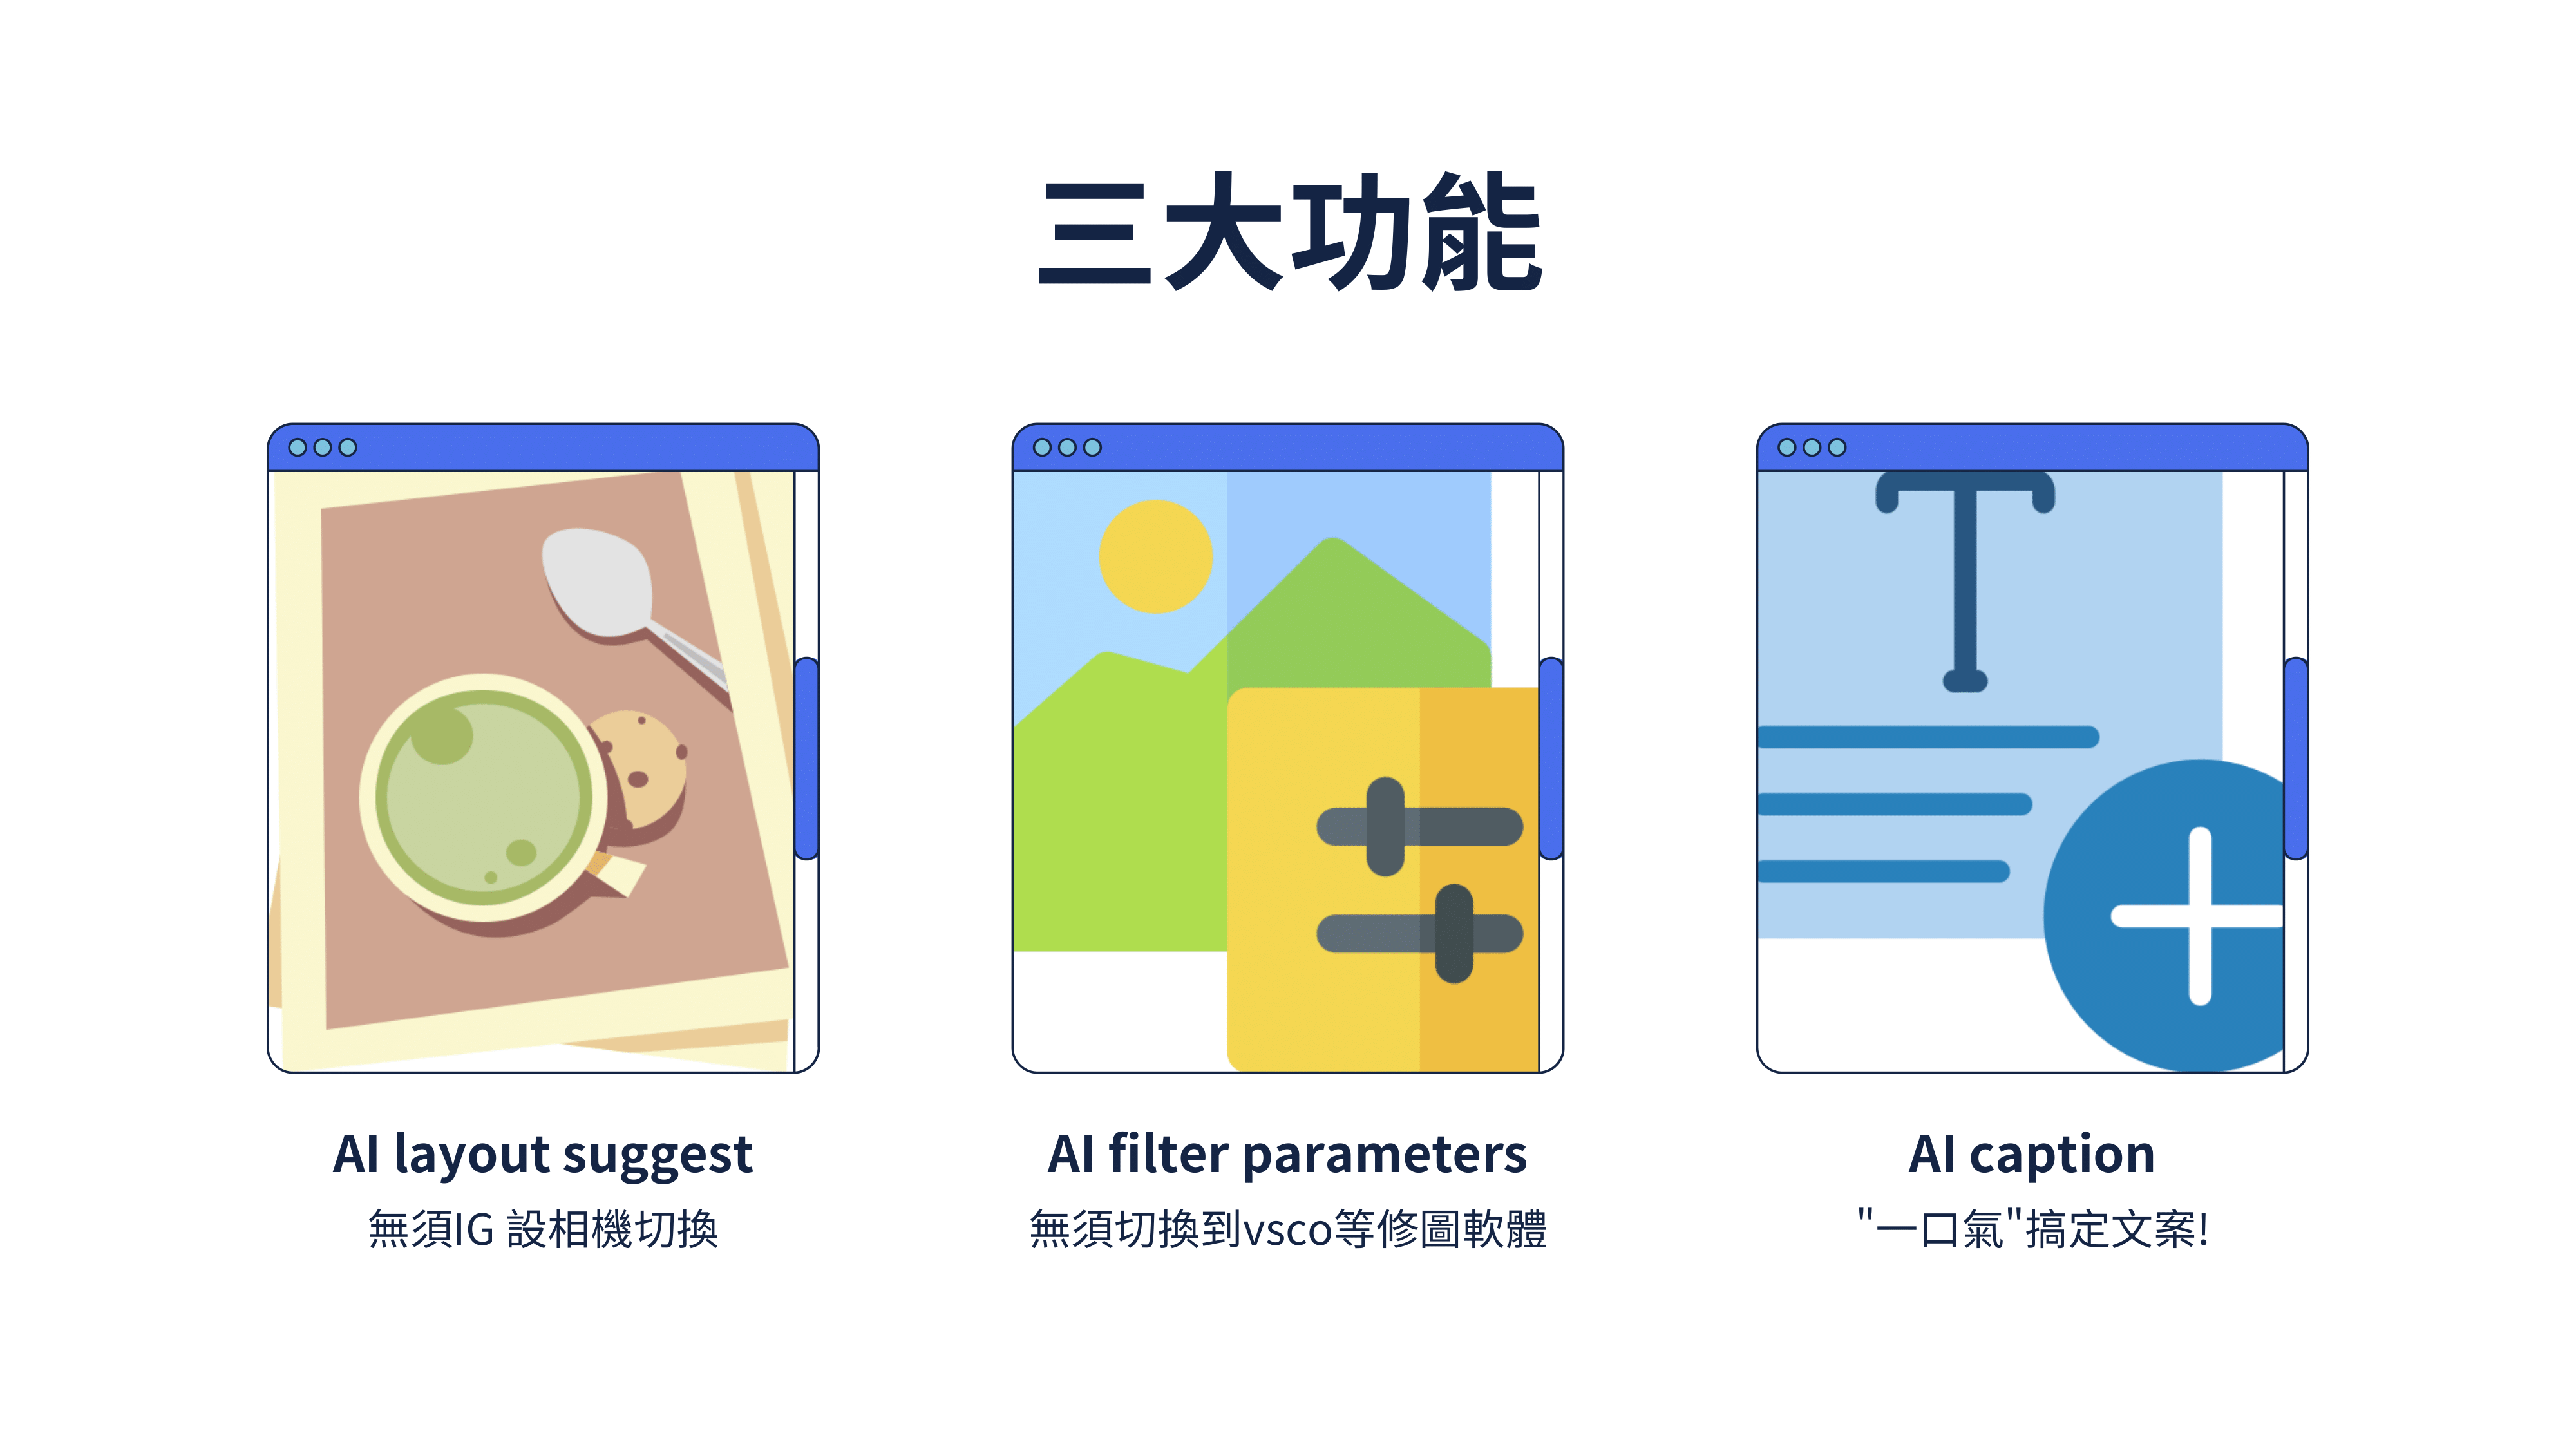 三大功能
AI layout suggest
無須IG 設相機切換
AI filter parameters
無須切換到vsco等修圖軟體
AI caption
"一口氣"搞定文案!